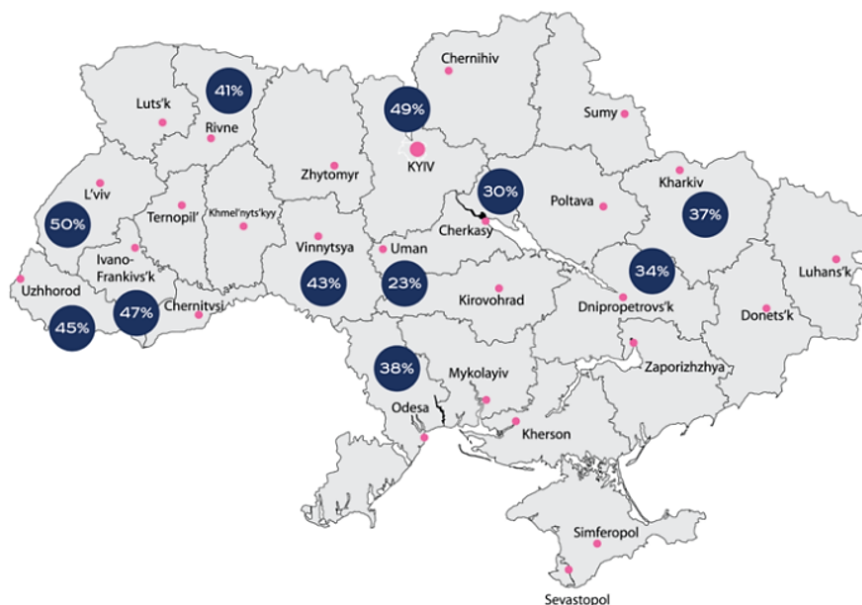 Chernihiv
41%
Luts'k
49%
Sumy
Rivne
KYIV
Zhytomyr
Kharkiv
L'viv
30%
Poltava
37%
Ternopil'
Khmel'nyts'kyy
50%
Cherkasy
Vinnytsya
Uman
Ivano-
Frankivs'k
34%
Luhans'k
Uzhhorod
43%
23%
Kirovohrad
Dnipropetrovs'k
47%
Chernitvsi
Donets'k
45%
38%
Mykolayiv
Zaporizhzhya
Odesa
Kherson
Simferopol
Sevastopol